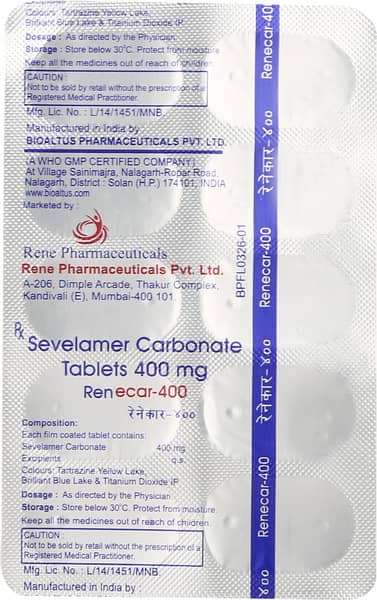 Excipients
Colours: Tartrazine Yellow Lake,
Brilliant Blue Lake & Titanium Dioxide IP
Dosage : As directed by the Physician.
Storage : Store below 30°C. Protect from moisture.
Keep all the medicines out of reach of children.
CAUTION :
Not to be sold by retail without the prescription of a
Registered Medical Practitioner.
Mfg. Lic. No. : L/14/1451/MNB.
Manufactured in India by :
BIOALTUS PHARMACEUTICALS PVT. LTD.
(A WHO GMP CERTIFIED COMPANY)
At Village Sainimajra, Nalagarh-Ropar Road,
Nalagarh, District : Solan (H.P.) 174101, INDIA
www.bioaltus.com
Marketed by :
Rene Pharmaceuticals
Rene Pharmaceuticals Pvt. Ltd.
A-206, Dimple Arcade, Thakur Complex,
Kandivali (E), Mumbai-400 101.
Rx
Sevelamer Carbonate
Tablets 400 mg
Renecar-400
रेनेकार-४००
Composition:
Each film coated tablet contains:
Sevelamer Carbonate 400 mg
Excipients q.s.
Colours: Tartrazine Yellow Lake,
Brilliant Blue Lake & Titanium Dioxide IP
Dosage : As directed by the Physician
Storage : Store below 30°C. Protect from moisture
Keep all the medicines out of reach of children.
CAUTION :
Not to be sold by retail without the prescription of a
Registered Medical Practitioner.
Mfg. Lic. No. : L/14/1451/MNB.
Manufactured in India by :
BPFL0326-01
Renecar-400
रेनेकार-४००
Renecar-400
रेनेकार-४००
Renecar-400
४००